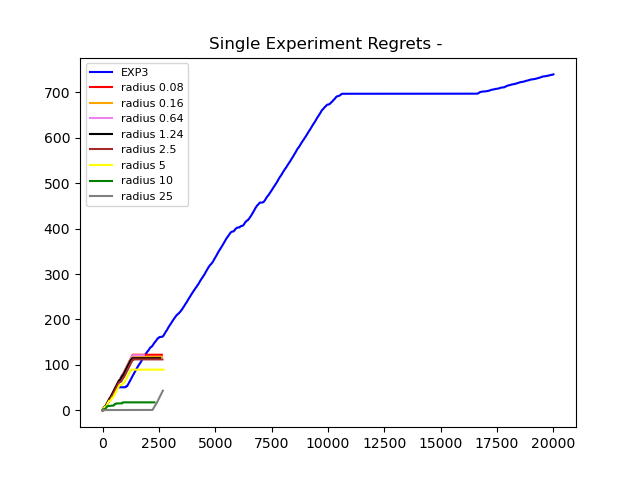 Single Experiment Regrets -
EXP3
radius 0.08
radius 0.16
radius 0.64
radius 1.24
radius 2.5
radius 5
radius 10
radius 25
700
600
500
400
300
200
100
0
0 2500 5000 7500 10000 12500 15000 17500 20000